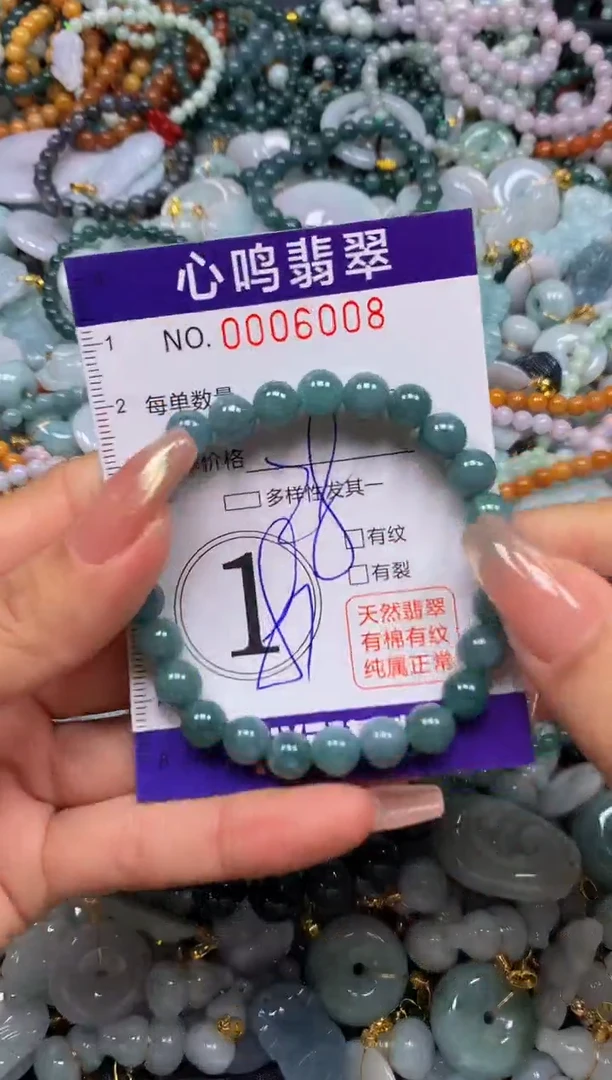 心鸣翡翠
NO. 0006008
1
2 每单数量
价格
多样性发其一
有纹
有裂
1
天然翡翠
有棉有纹
纯属正常
8